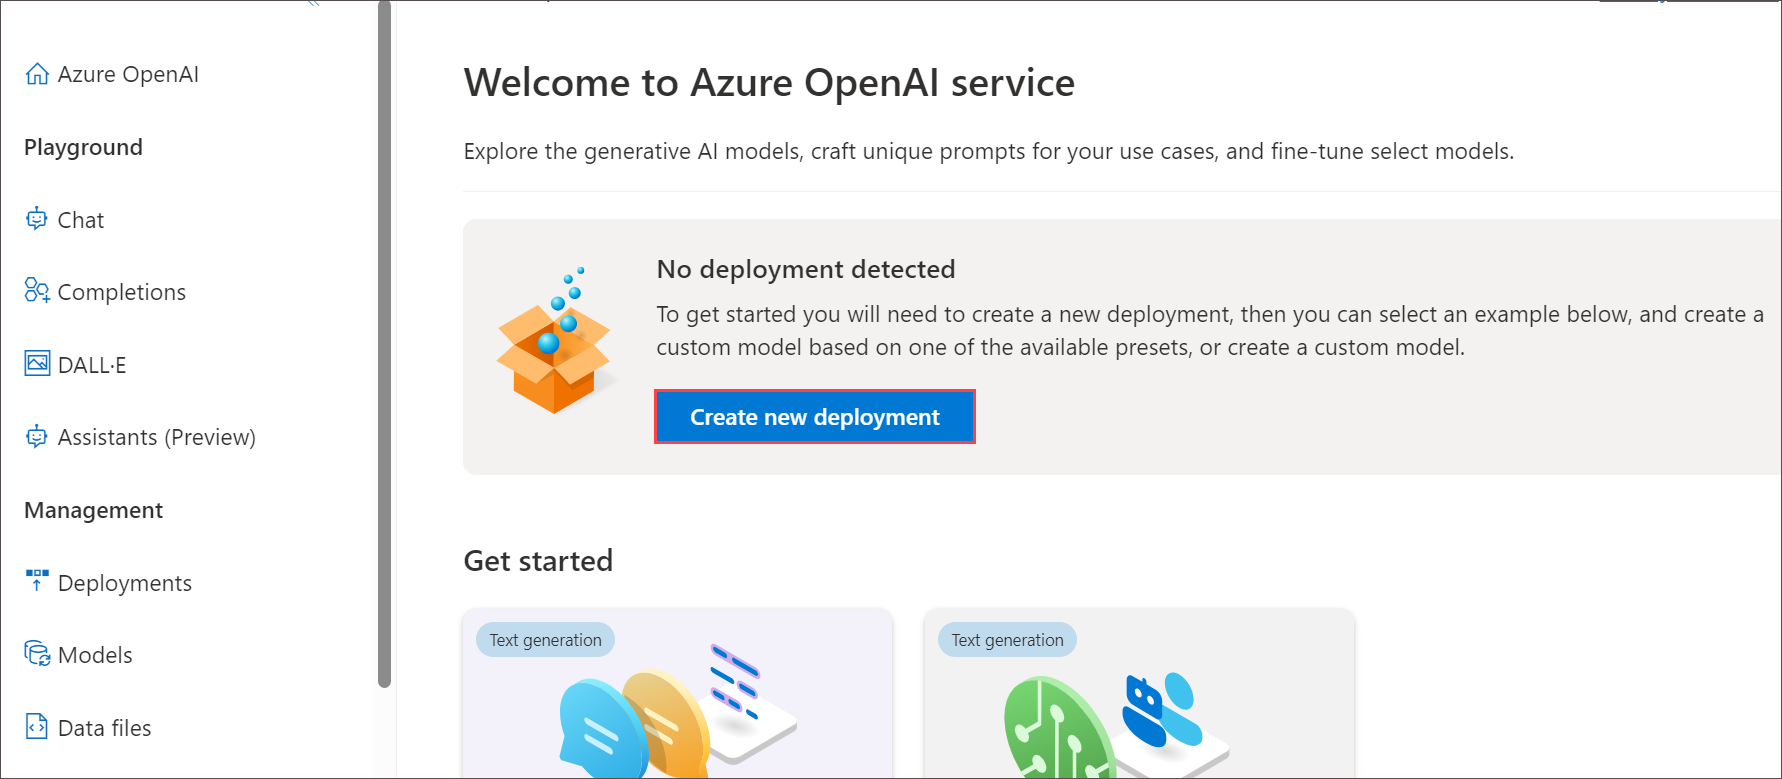 Azure OpenAI
Playground
Chat
Completions
DALL·E
Assistants (Preview)
Management
Deployments
Models
Data files
Welcome to Azure OpenAI service
Explore the generative AI models, craft unique prompts for your use cases, and fine-tune select models.
No deployment detected
To get started you will need to create a new deployment, then you can select an example below, and create a
custom model based on one of the available presets, or create a custom model.
Create new deployment
Get started
Text generation
Text generation